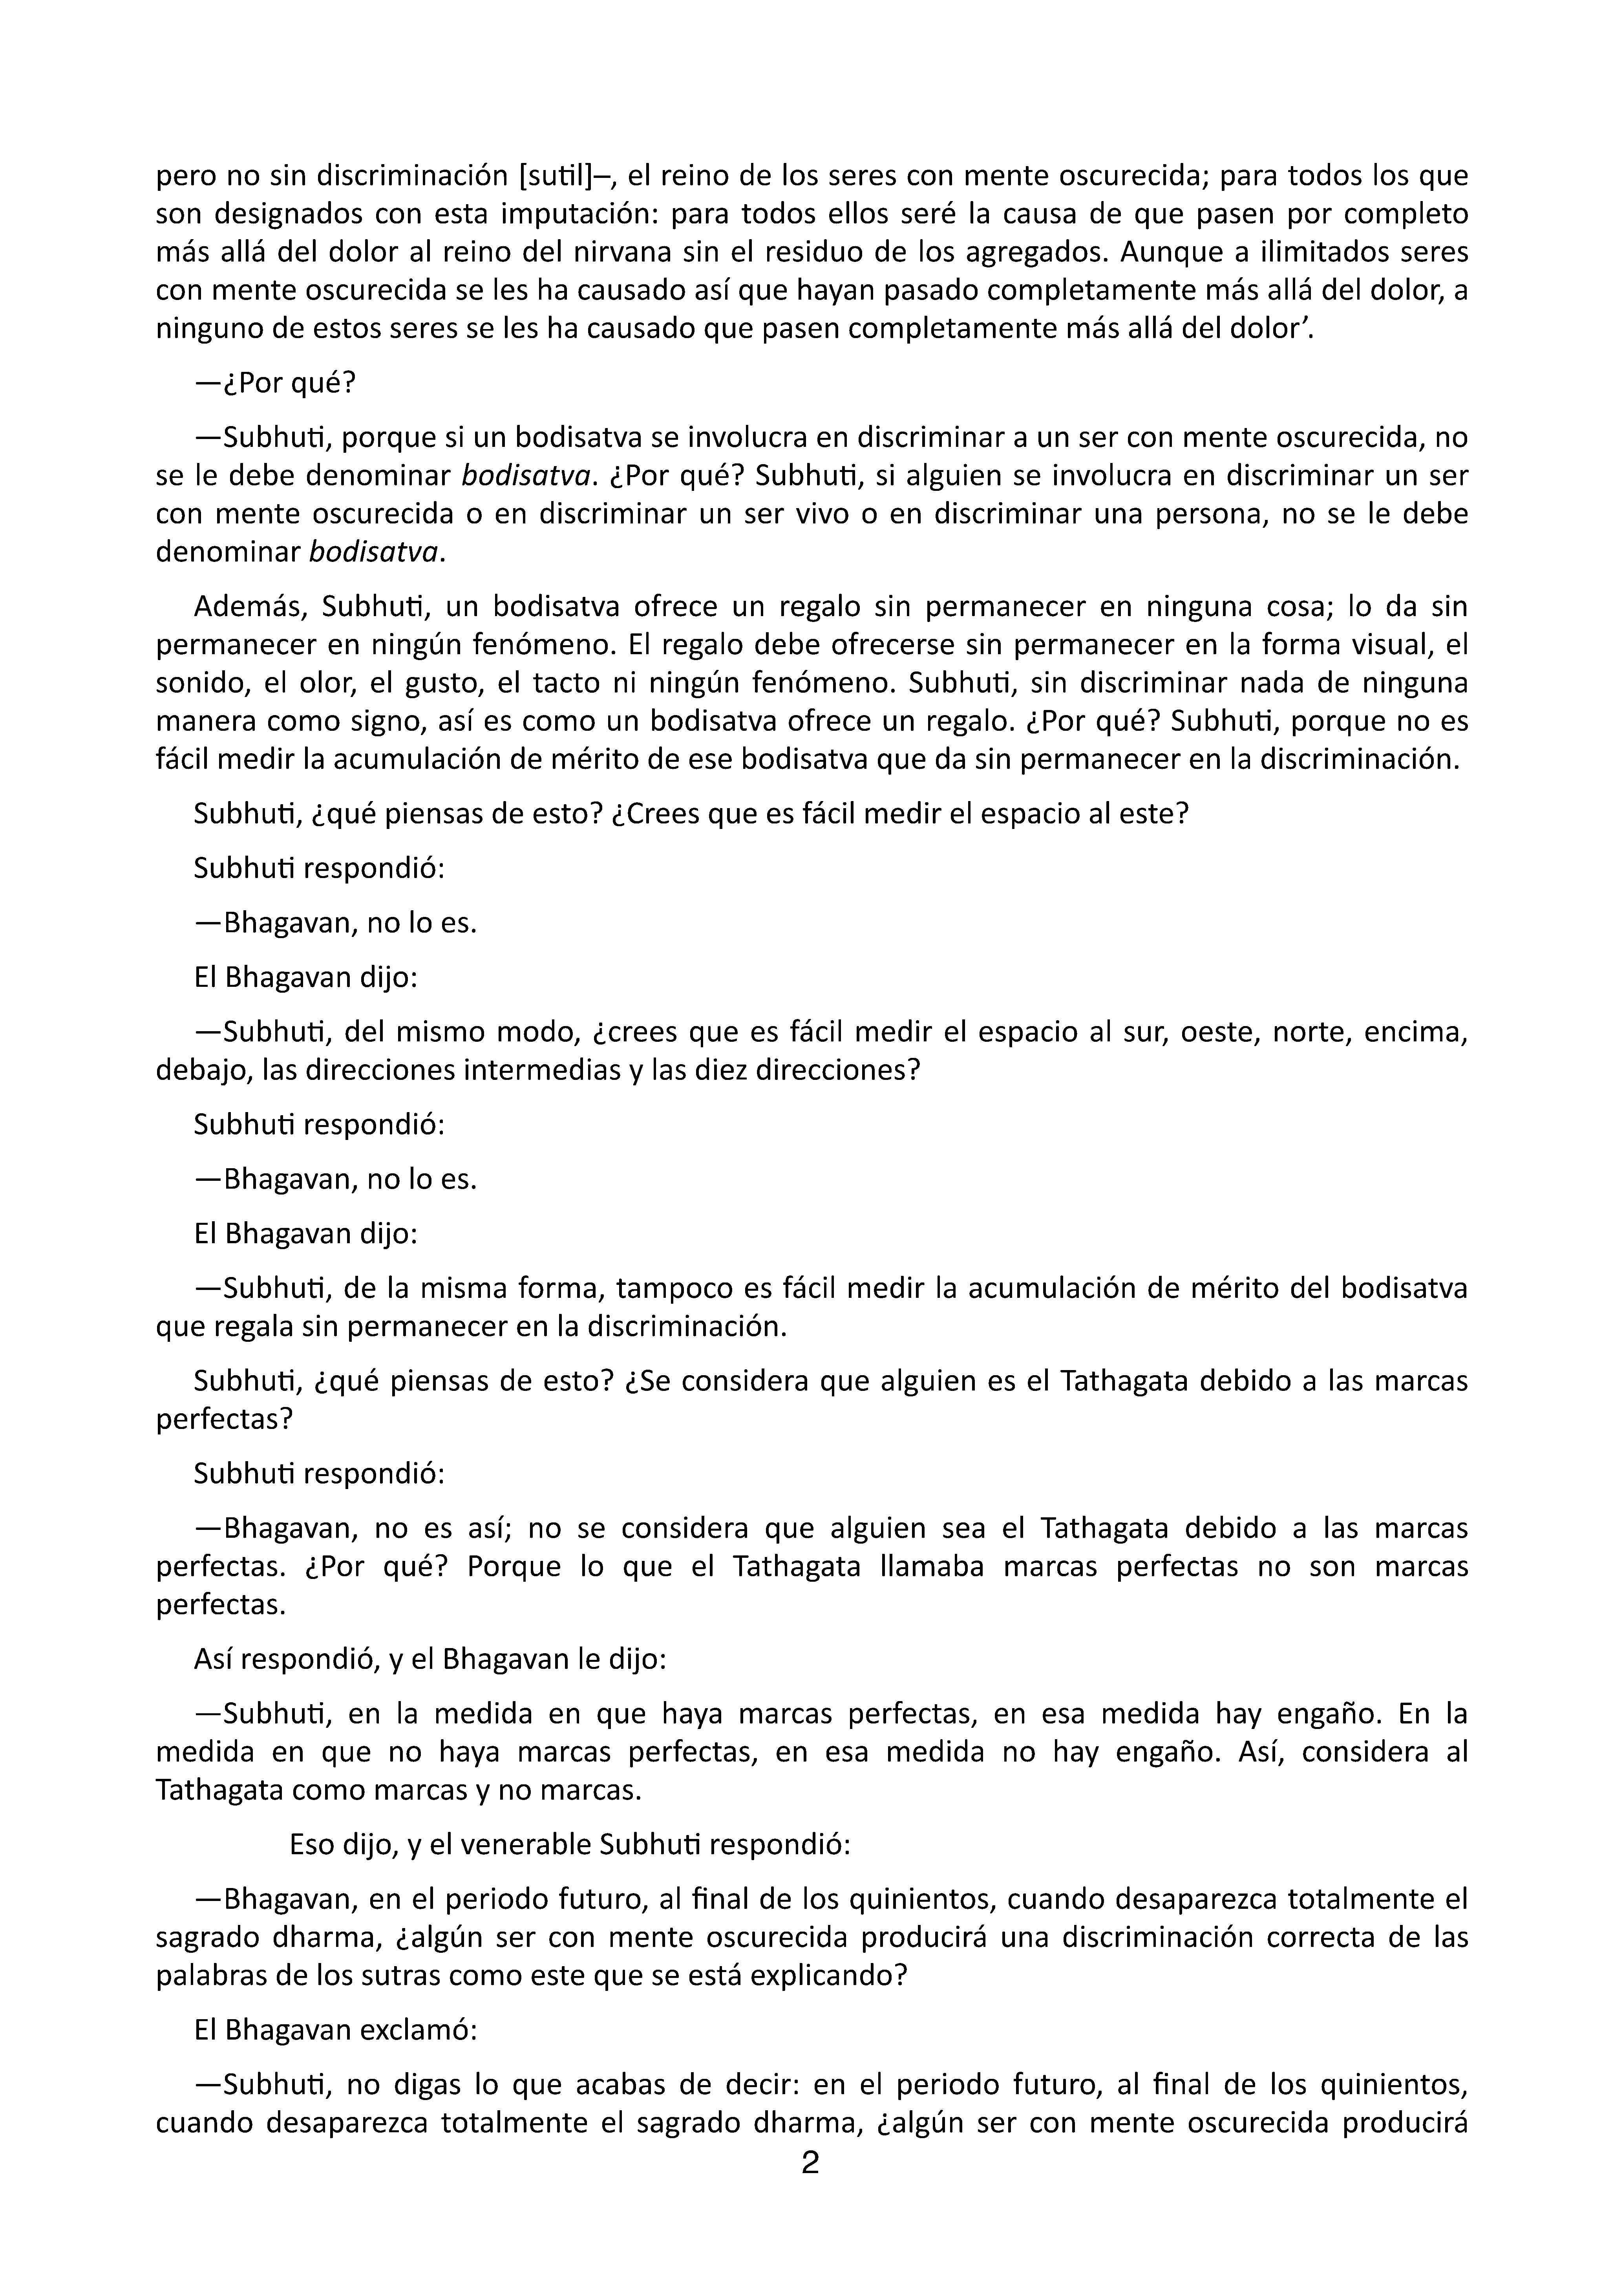 pero no sin discriminación [sutil]–, el reino de los seres con mente oscurecida; para todos los que
son designados con esta imputación: para todos ellos seré la causa de que pasen por completo
más allá del dolor al reino del nirvana sin el residuo de los agregados. Aunque a ilimitados seres
con mente oscurecida se les ha causado así que hayan pasado completamente más allá del dolor, a
ninguno de estos seres se les ha causado que pasen completamente más allá del dolor’.
—¿Por qué?
—Subhuti, porque si un bodisatva se involucra en discriminar a un ser con mente oscurecida, no
se le debe denominar bodisatva. ¿Por qué? Subhuti, si alguien se involucra en discriminar un ser
con mente oscurecida o en discriminar un ser vivo o en discriminar una persona, no se le debe
denominar bodisatva.
Además, Subhuti, un bodisatva ofrece un regalo sin permanecer en ninguna cosa; lo da sin
permanecer en ningún fenómeno. El regalo debe ofrecerse sin permanecer en la forma visual, el
sonido, el olor, el gusto, el tacto ni ningún fenómeno. Subhuti, sin discriminar nada de ninguna
manera como signo, así es como un bodisatva ofrece un regalo. ¿Por qué? Subhuti, porque no es
fácil medir la acumulación de mérito de ese bodisatva que da sin permanecer en la discriminación.
Subhuti, ¿qué piensas de esto? ¿Crees que es fácil medir el espacio al este?
Subhuti respondió:
—Bhagavan, no lo es.
El Bhagavan dijo:
—Subhuti, del mismo modo, ¿crees que es fácil medir el espacio al sur, oeste, norte, encima,
debajo, las direcciones intermedias y las diez direcciones?
Subhuti respondió:
—Bhagavan, no lo es.
El Bhagavan dijo:
—Subhuti, de la misma forma, tampoco es fácil medir la acumulación de mérito del bodisatva
que regala sin permanecer en la discriminación.
Subhuti, ¿qué piensas de esto? ¿Se considera que alguien es el Tathagata debido a las marcas
perfectas?
Subhuti respondió:
—Bhagavan, no es así; no se considera que alguien sea el Tathagata debido a las marcas
perfectas. ¿Por qué? Porque lo que el Tathagata llamaba marcas perfectas no son marcas
perfectas.
Así respondió, y el Bhagavan le dijo:
—Subhuti, en la medida en que haya marcas perfectas, en esa medida hay engaño. En la
medida en que no haya marcas perfectas, en esa medida no hay engaño. Así, considera al
Tathagata como marcas y no marcas.
Eso dijo, y el venerable Subhuti respondió:
—Bhagavan, en el periodo futuro, al final de los quinientos, cuando desaparezca totalmente el
sagrado dharma, ¿algún ser con mente oscurecida producirá una discriminación correcta de las
palabras de los sutras como este que se está explicando?
El Bhagavan exclamó:
—Subhuti, no digas lo que acabas de decir: en el periodo futuro, al final de los quinientos,
cuando desaparezca totalmente el sagrado dharma, ¿algún ser con mente oscurecida producirá
2